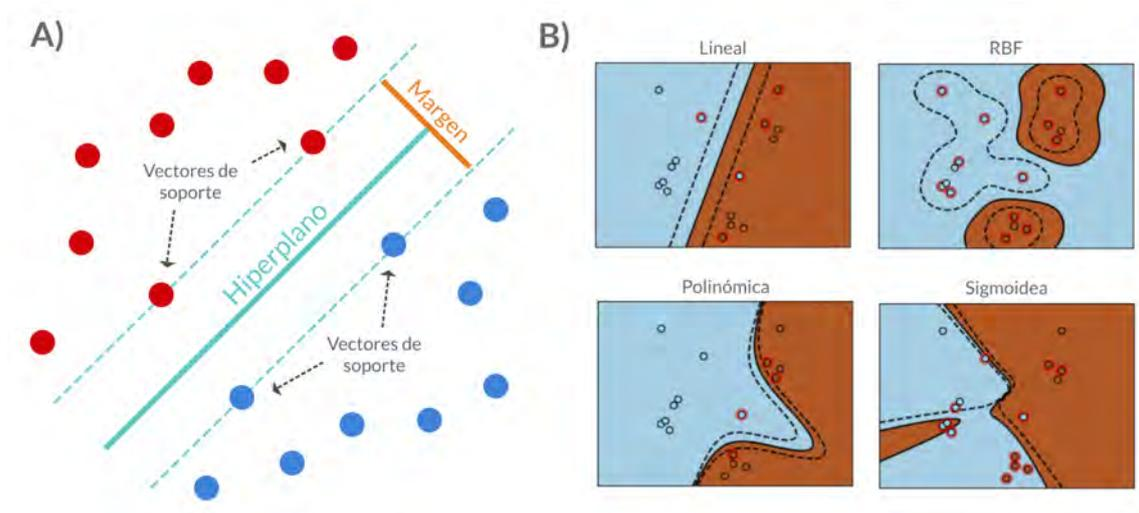 A)
Margen
Vectores de
soporte
Hiperplano
Vectores de
soporte
B)
Lineal
RBF
Polinómica
Sigmoidea